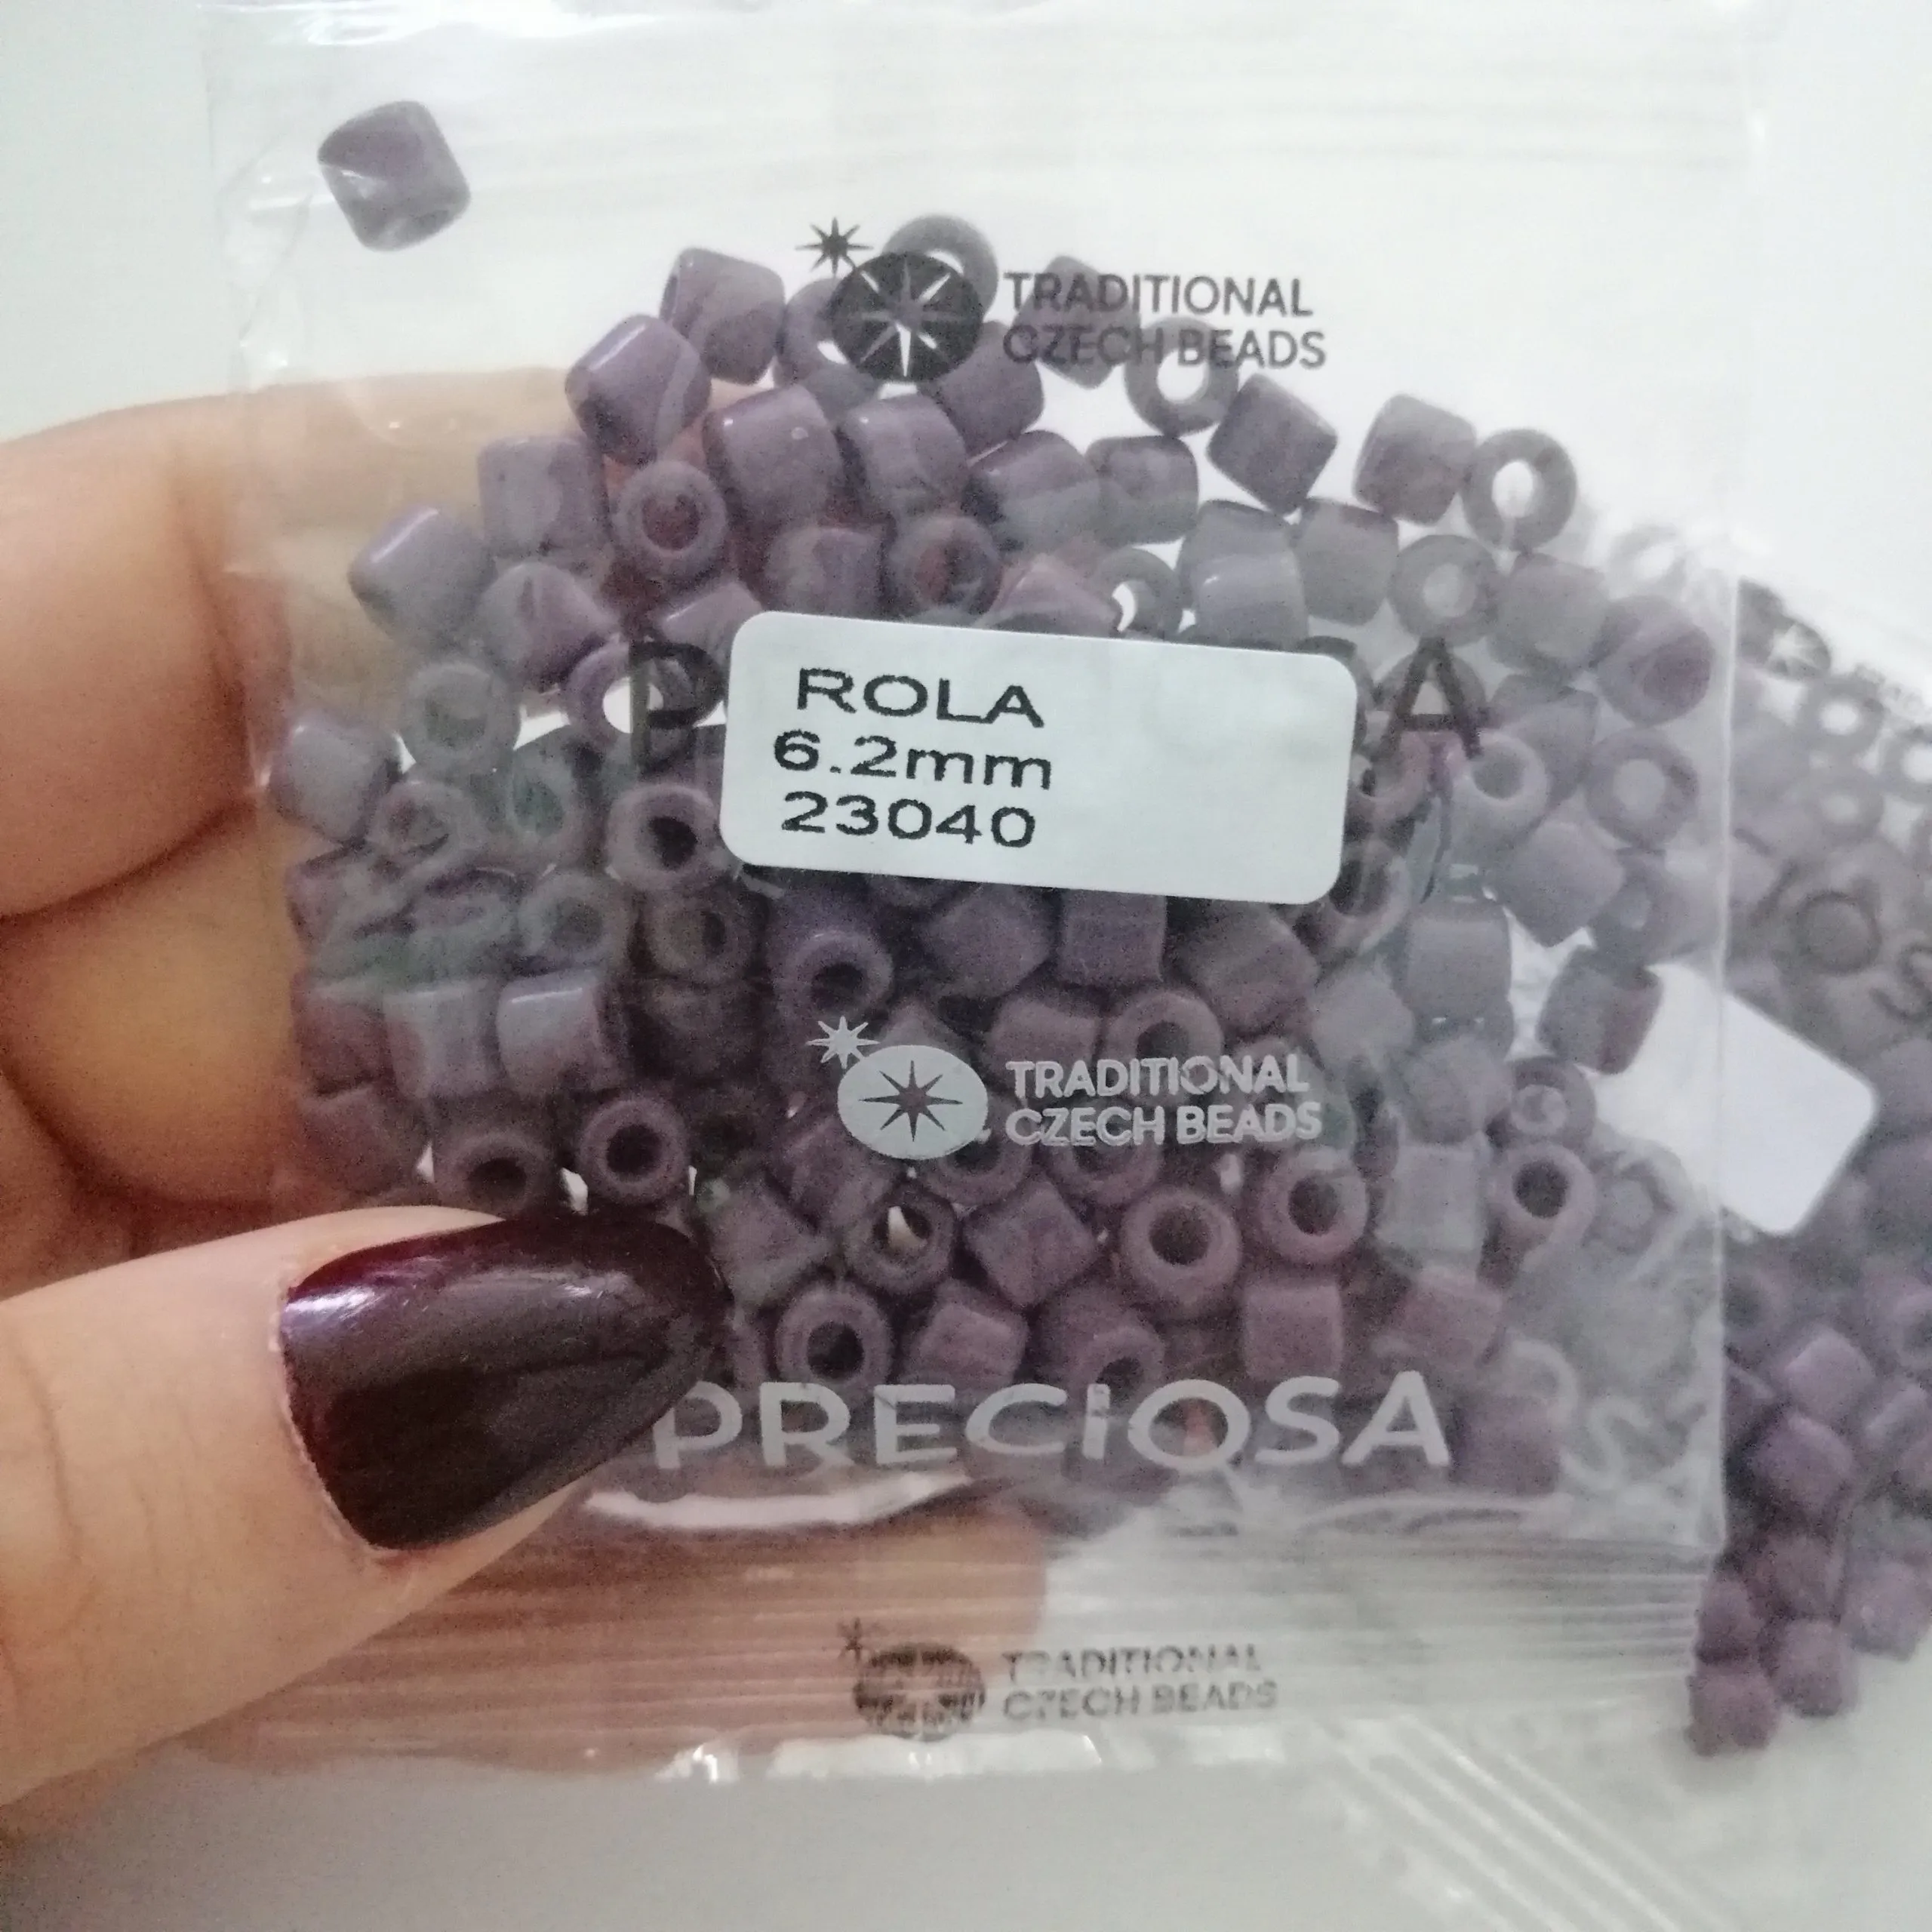 TRADITIONAL
CZECH BEADS
P A
ROLA
6.2mm
23040
TRADITIONAL
CZECH BEADS
PRECIOSA
TRADITIONAL
CZECH BEADS